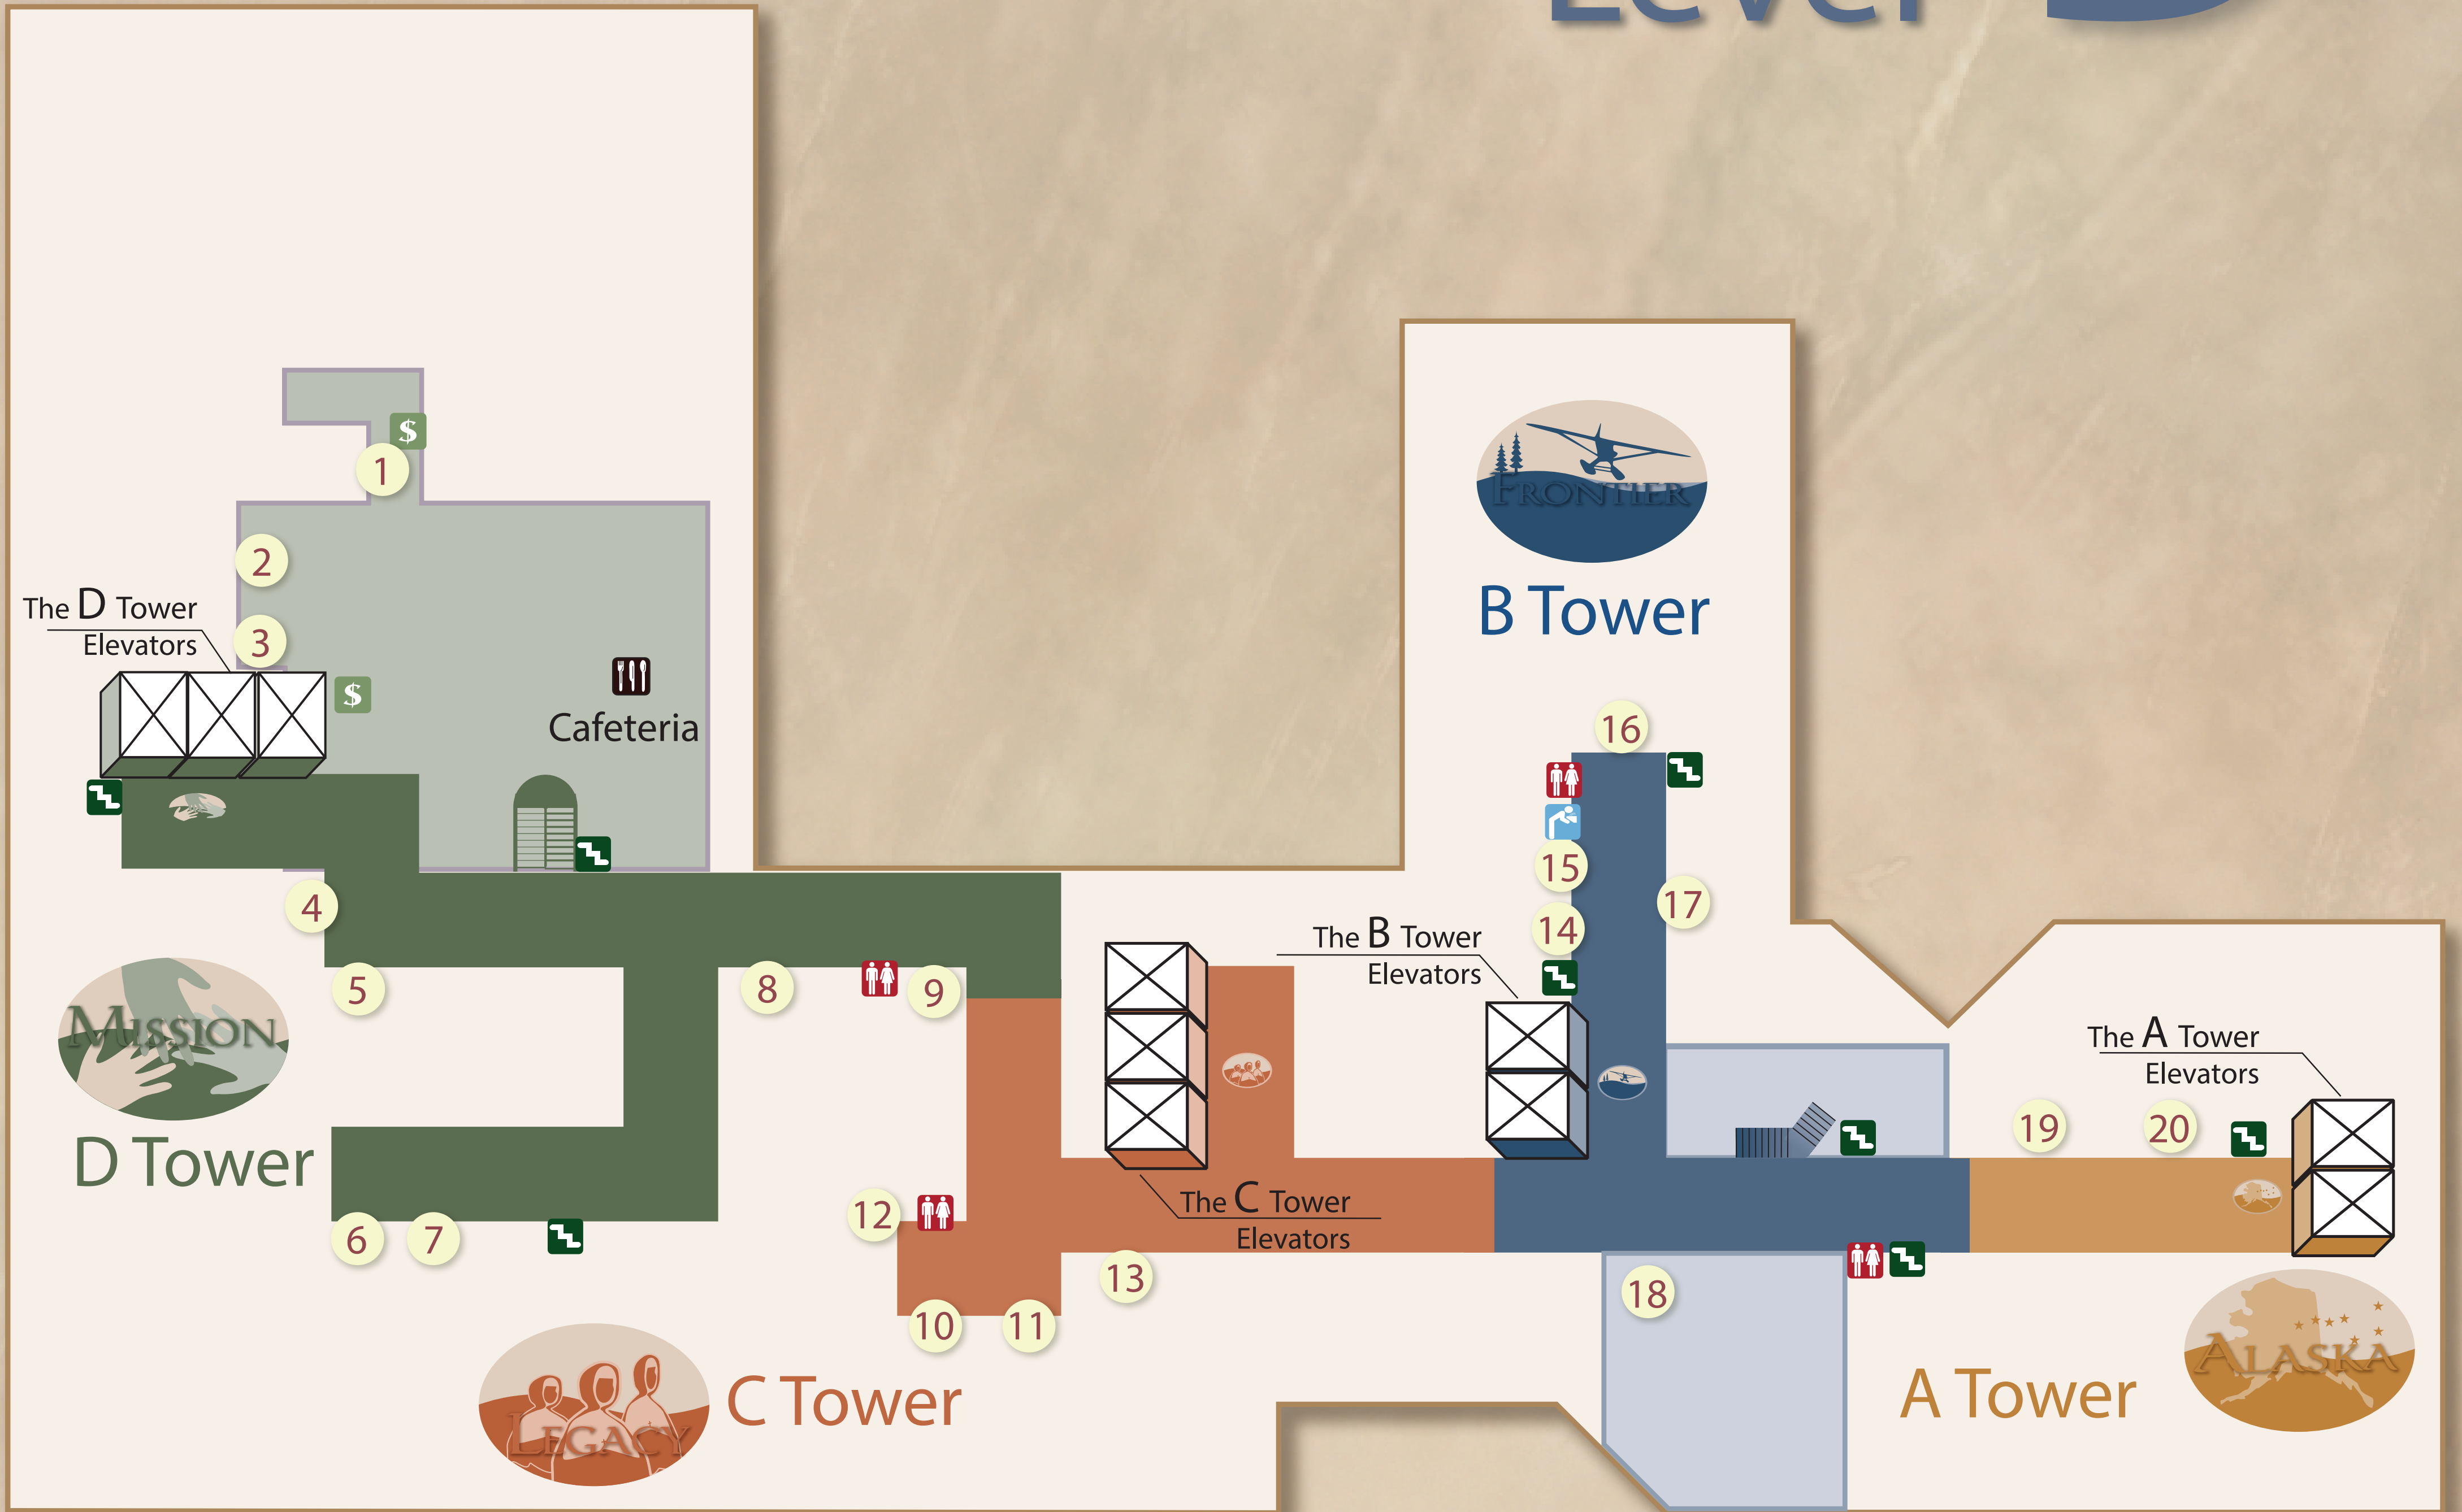 Level
$
1
2
The D Tower
Elevators
3
$
Cafeteria
4
MISSION
D Tower
5
6
7
8
9
10
11
12
13
LEGACY
C Tower
The C Tower
Elevators
FRONTIER
B Tower
16
15
14
17
The B Tower
Elevators
18
19
20
The A Tower
Elevators
A Tower
ALASKA